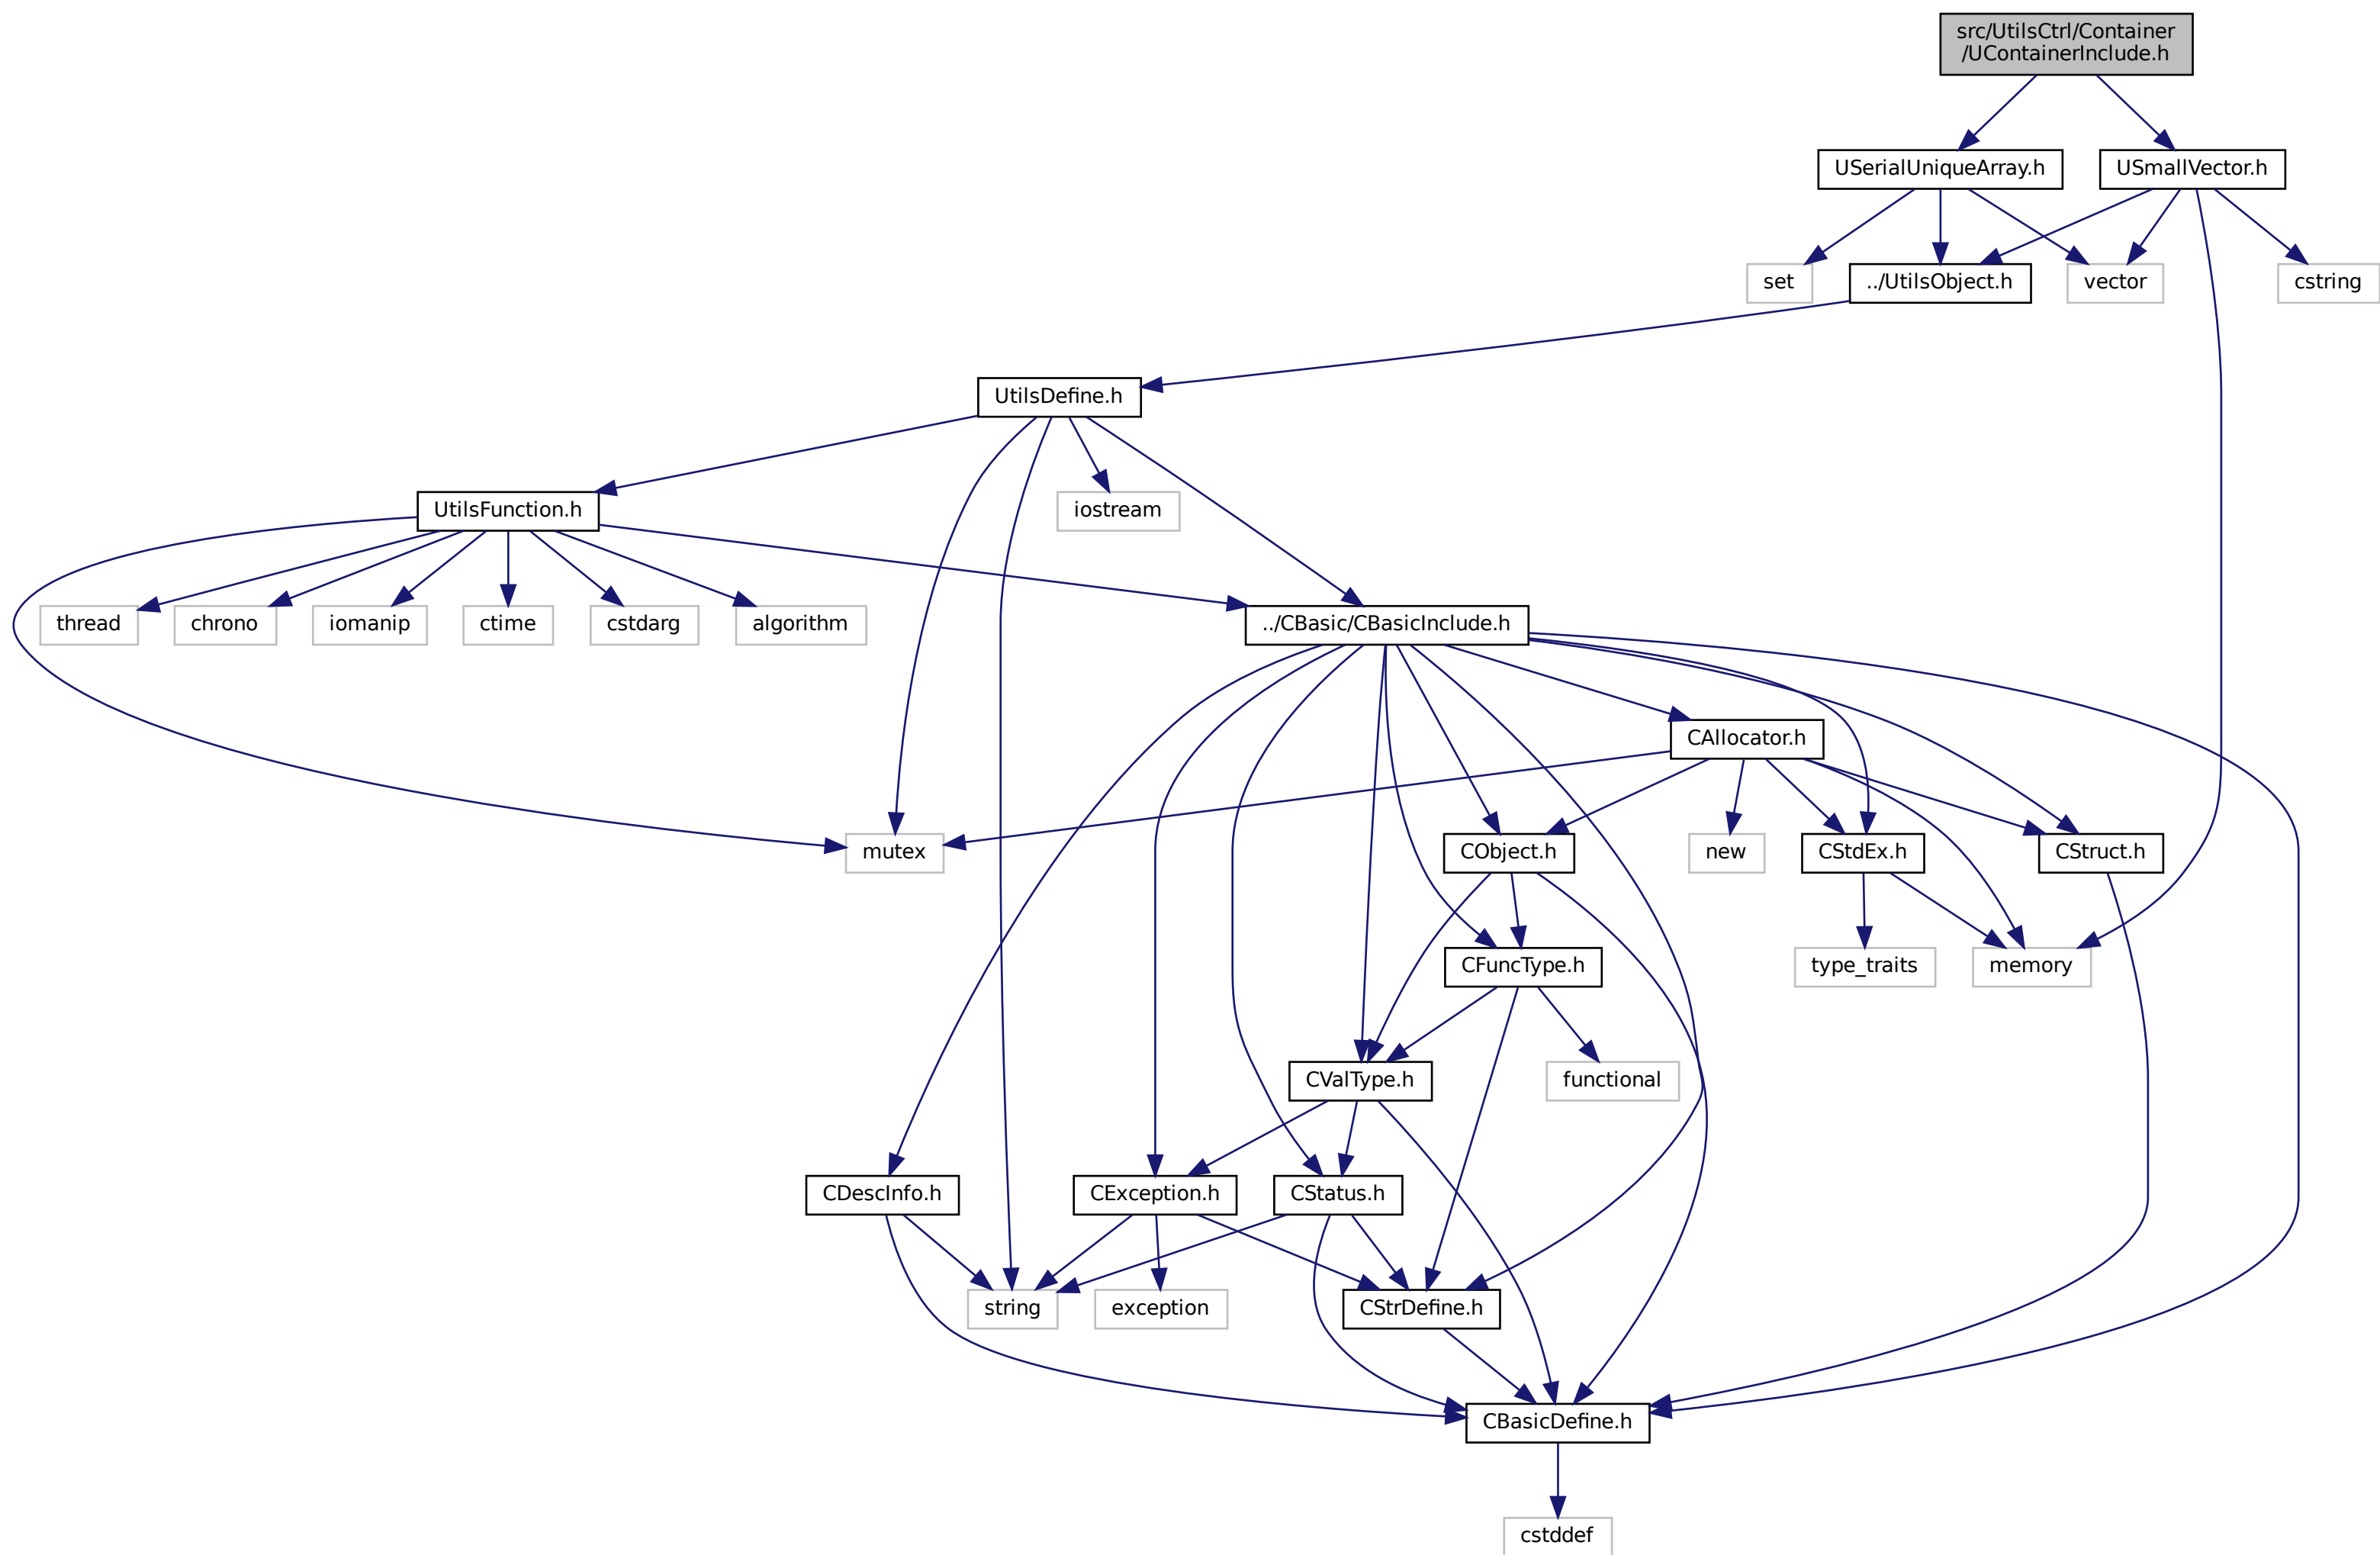 src/UtilsCtrl/Container
/UContainerInclude.h
USerialUniqueArray.h
USmallVector.h
set
../UtilsObject.h
vector
cstring
UtilsDefine.h
UtilsFunction.h
iostream
thread
chrono
iomanip
ctime
cstdarg
algorithm
../CBasic/CBasicInclude.h
CAllocator.h
mutex
CObject.h
new
CStdEx.h
CStruct.h
CFuncType.h
type_traits
memory
CValType.h
functional
CDescInfo.h
CException.h
CStatus.h
string
exception
CStrDefine.h
CBasicDefine.h
cstddef